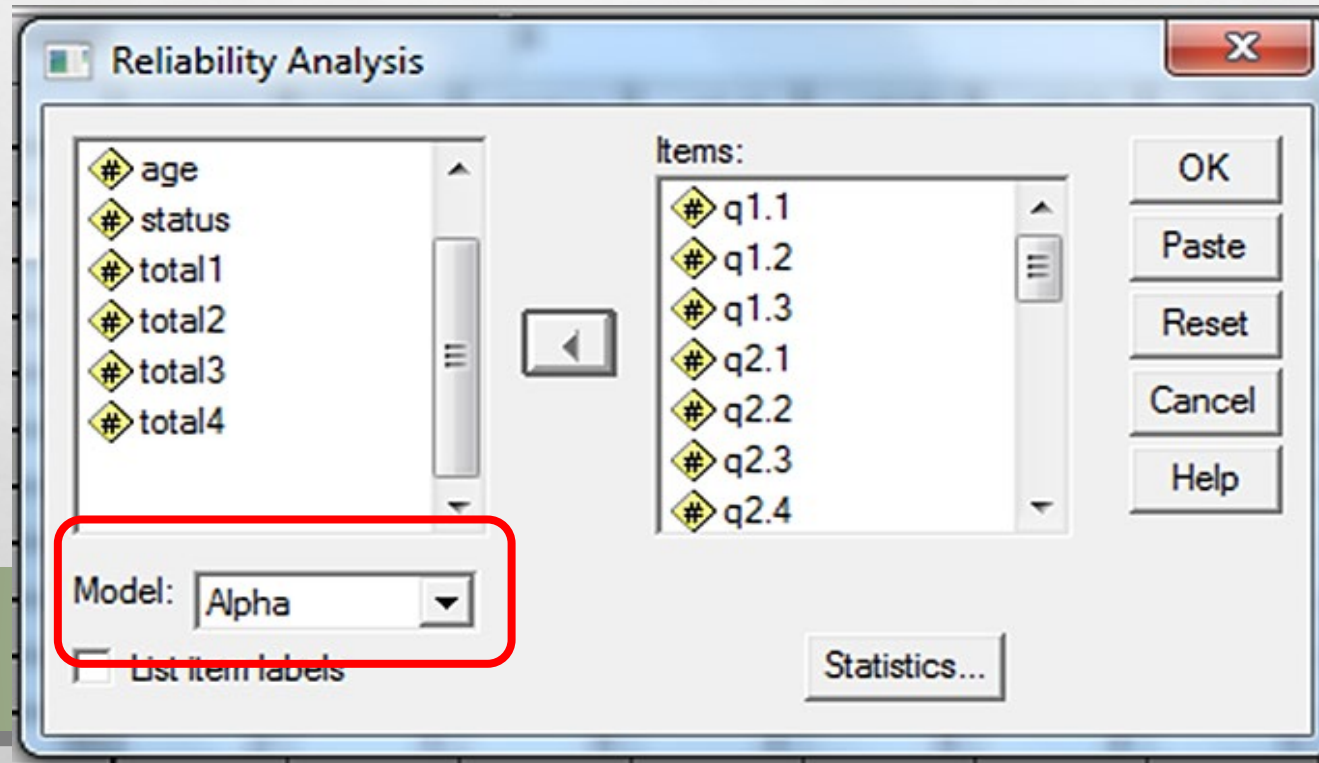 Reliability Analysis
age
status
total1
total2
total3
total4
Items:
q1.1
q1.2
q1.3
q2.1
q2.2
q2.3
q2.4
OK
Paste
Reset
Cancel
Help
Model: Alpha
List item labels
Statistics...